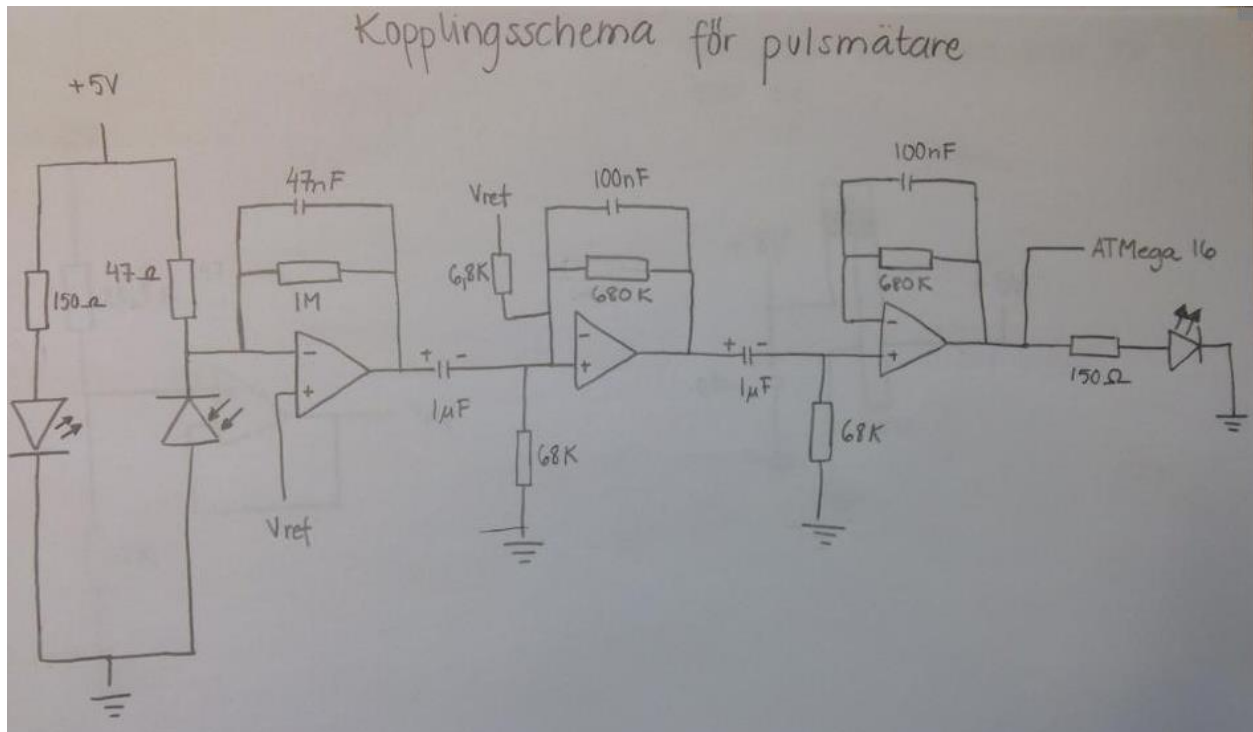 Kopplingsschema för pulsmätare
+5V
47nF
100nF
100nF
Vref
47Ω
6,8K
ATMega 16
150Ω
1M
680K
680K
-
+
-
+
-
+
+ -
1μF
+ -
1μF
150Ω
68K
68K
Vref